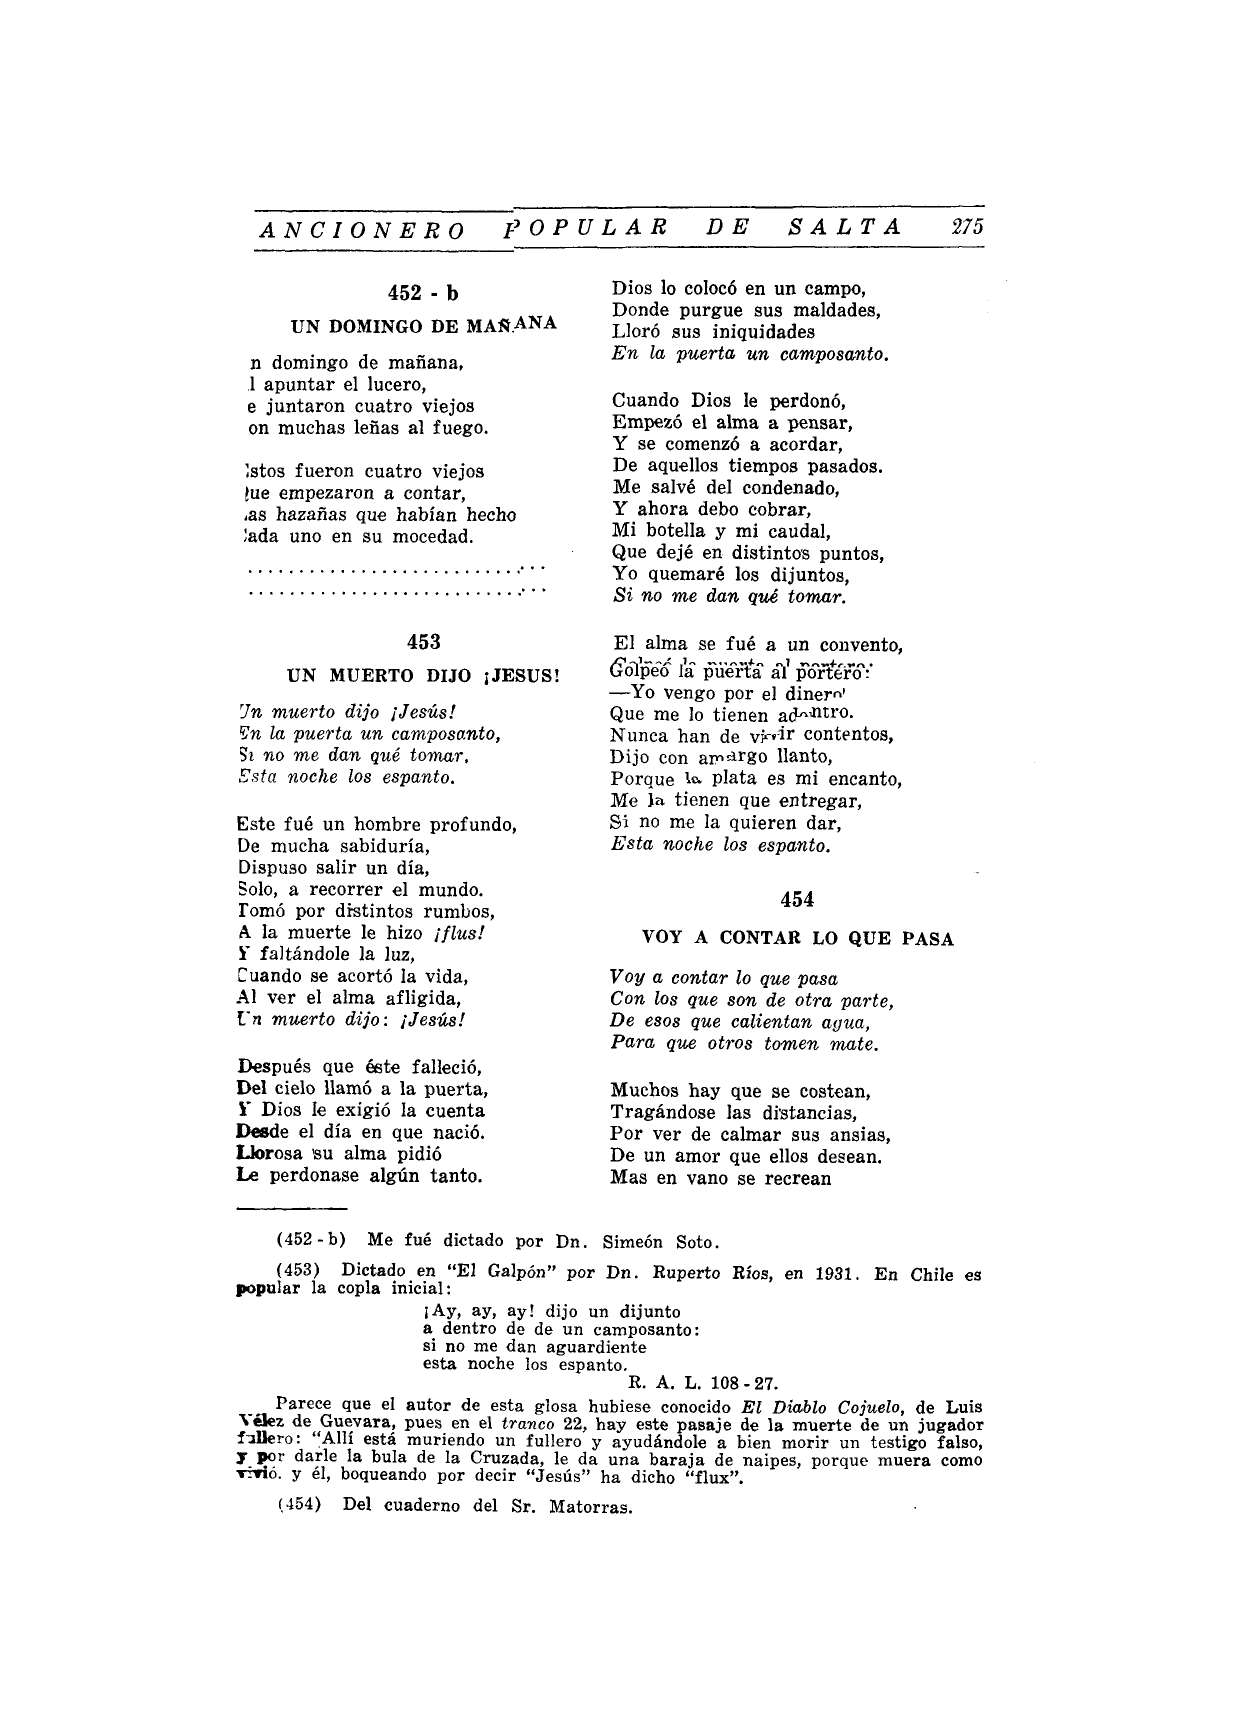 ANCIONERO POPULAR DE SALTA 275
452 - b
UN DOMINGO DE MAÑANA
n domingo de mañana,
l apuntar el lucero,
e juntaron cuatro viejos
on muchas leñas al fuego.
Estos fueron cuatro viejos
Que empezaron a contar,
Las hazañas que habían hecho
Cada uno en su mocedad.
..............................
..............................
453
UN MUERTO DIJO ¡JESUS!
Un muerto dijo ¡Jesús!
En la puerta un camposanto,
Si no me dan qué tomar,
Esta noche los espanto.
Este fué un hombre profundo,
De mucha sabiduría,
Dispuso salir un día,
Solo, a recorrer el mundo.
Tomó por distintos rumbos,
A la muerte le hizo ¡flus!
Y faltándole la luz,
Cuando se acortó la vida,
Al ver el alma afligida,
Un muerto dijo: ¡Jesús!
Después que éste falleció,
Del cielo llamó a la puerta,
Y Dios le exigió la cuenta
Desde el día en que nació.
Llorosa su alma pidió
Le perdonase algún tanto.
Dios lo colocó en un campo,
Donde purgue sus maldades,
Lloró sus iniquidades
En la puerta un camposanto.
Cuando Dios le perdonó,
Empezó el alma a pensar,
Y se comenzó a acordar,
De aquellos tiempos pasados.
Me salvé del condenado,
Y ahora debo cobrar,
Mi botella y mi caudal,
Que dejé en distintos puntos,
Yo quemaré los dijuntos,
Si no me dan qué tomar.
El alma se fué a un convento,
Golpeó la puerta al portero:
—Yo vengo por el dinero
Que me lo tienen adentro.
Nunca han de vivir contentos,
Dijo con amargo llanto,
Porque la plata es mi encanto,
Me la tienen que entregar,
Si no me la quieren dar,
Esta noche los espanto.
454
VOY A CONTAR LO QUE PASA
Voy a contar lo que pasa
Con los que son de otra parte,
De esos que calientan agua,
Para que otros tomen mate.
Muchos hay que se costean,
Tragándose las distancias,
Por ver de calmar sus ansias,
De un amor que ellos desean.
Mas en vano se recrean
(452 - b) Me fué dictado por Dn. Simeón Soto.
(453) Dictado en “El Galpón” por Dn. Ruperto Ríos, en 1931. En Chile es
popular la copla inicial:
¡Ay, ay, ay! dijo un dijunto
a dentro de de un camposanto:
si no me dan aguardiente
esta noche los espanto.
R. A. L. 108 - 27.
Parece que el autor de esta glosa hubiese conocido El Diablo Cojuelo, de Luis
Vélez de Guevara, pues en el tranco 22, hay este pasaje de la muerte de un jugador
fullero: “Allí está muriendo un fullero y ayudándole a bien morir un testigo falso,
y por darle la bula de la Cruzada, le da una baraja de naipes, porque muera como
vivió. y él, boqueando por decir “Jesús” ha dicho “flux”.
(454) Del cuaderno del Sr. Matorras.